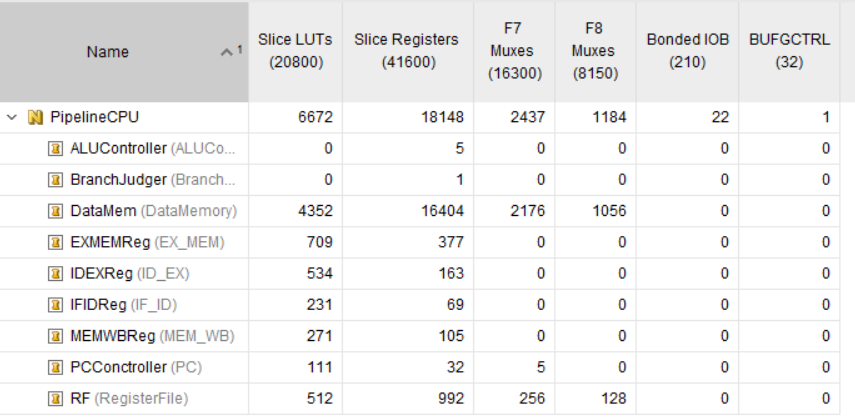 Name 1 Slice LUTs (20800) Slice Registers (41600) F7 Muxes (16300) F8 Muxes (8150) Bonded IOB (210) BUFGCTRL (32)
N PipelineCPU 6672 18148 2437 1184 22 1
ALUController (ALUCo... 0 5 0 0 0 0
BranchJudger (Branch... 0 1 0 0 0 0
DataMem (DataMemory) 4352 16404 2176 1056 0 0
EXMEMReg (EX_MEM) 709 377 0 0 0 0
IDEXReg (ID_EX) 534 163 0 0 0 0
IFIDReg (IF_ID) 231 69 0 0 0 0
MEMWBReg (MEM_WB) 271 105 0 0 0 0
PCConctroller (PC) 111 32 5 0 0 0
RF (RegisterFile) 512 992 256 128 0 0